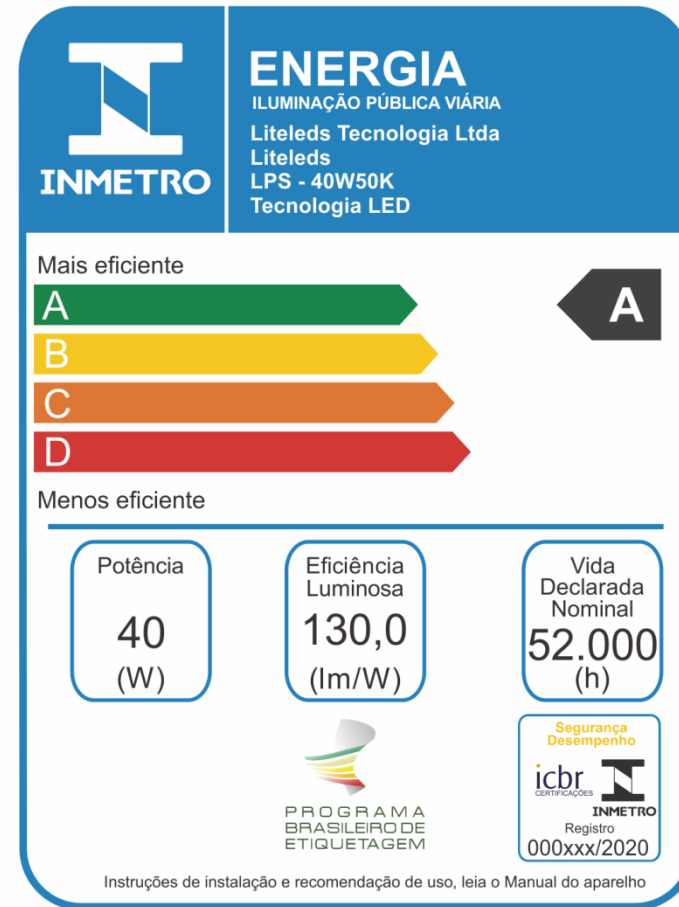 INMETRO
ENERGIA
ILUMINAÇÃO PÚBLICA VIÁRIA
Liteleds Tecnologia Ltda
Liteleds
LPS - 40W50K
Tecnologia LED
Mais eficiente
A
A
B
C
D
Menos eficiente
Potência
40
(W)
Eficiência
Luminosa
130,0
(lm/W)
Vida
Declarada
Nominal
52.000
(h)
PROGRAMA
BRASILEIRO DE
ETIQUETAGEM
Segurança
Desempenho
icbr
CERTIFICAÇÕES
INMETRO
Registro
000xxx/2020
Instruções de instalação e recomendação de uso, leia o Manual do aparelho